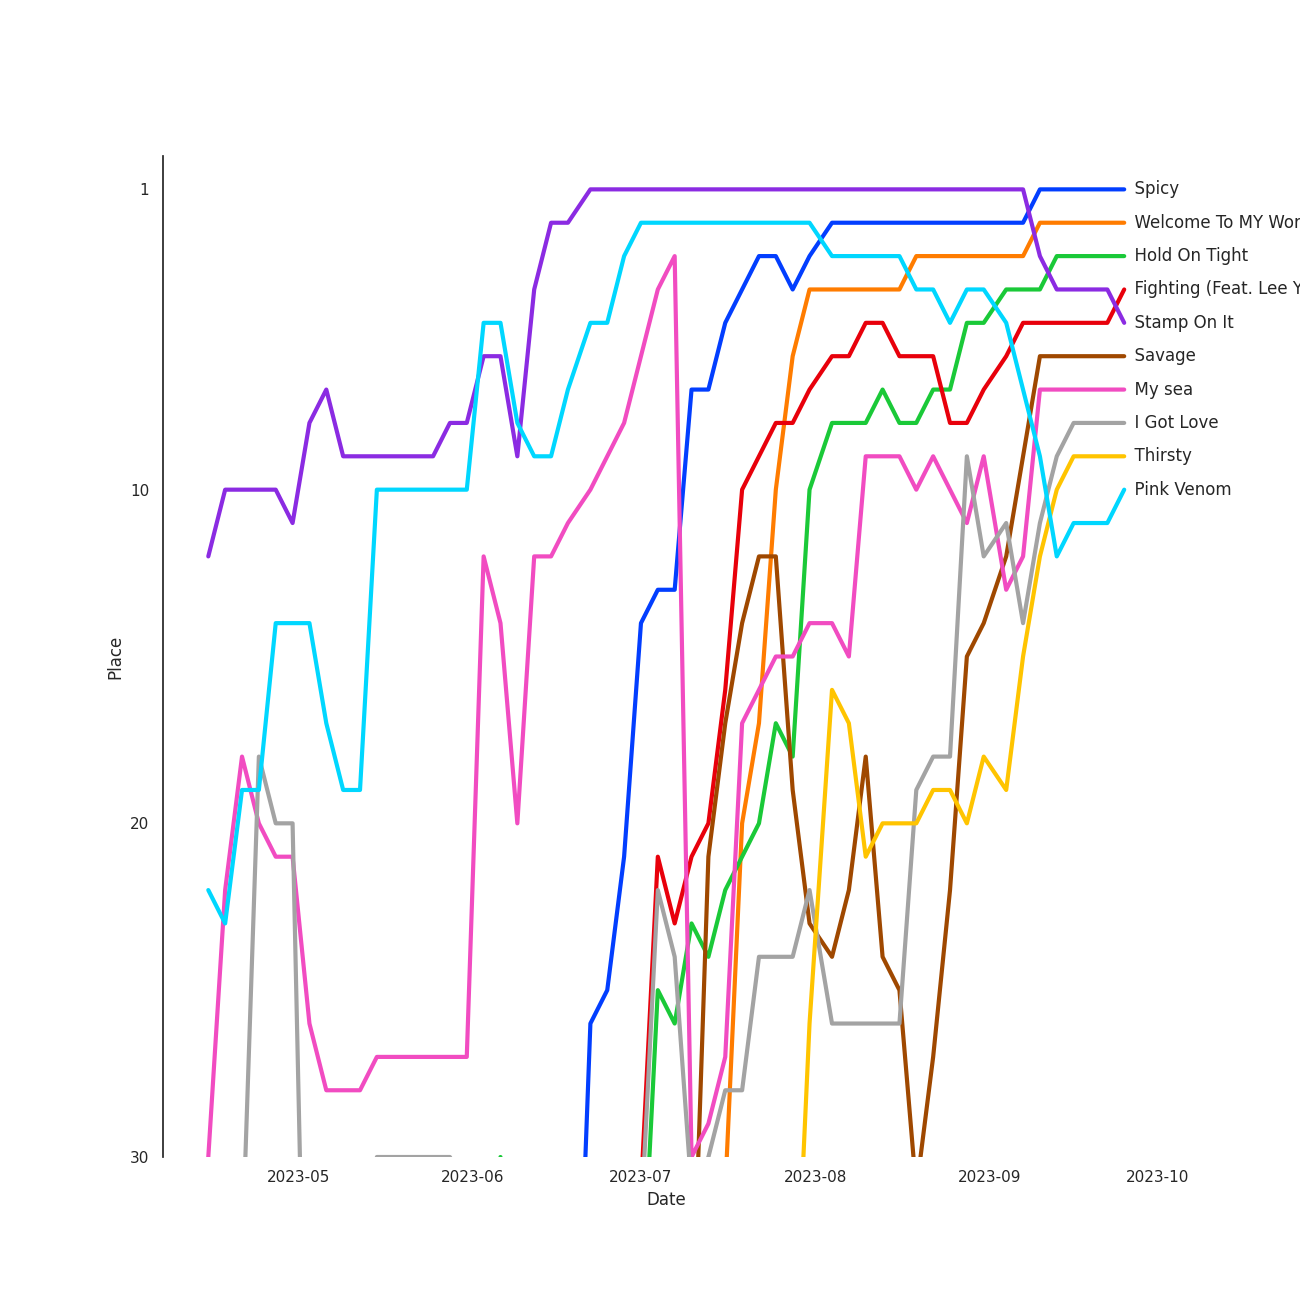 1
10
20
30
Place
Spicy
Welcome To MY Wor
Hold On Tight
Fighting (Feat. Lee Y
Stamp On It
Savage
My sea
I Got Love
Thirsty
Pink Venom
2023-05 2023-06 2023-07 2023-08 2023-09 2023-10
Date